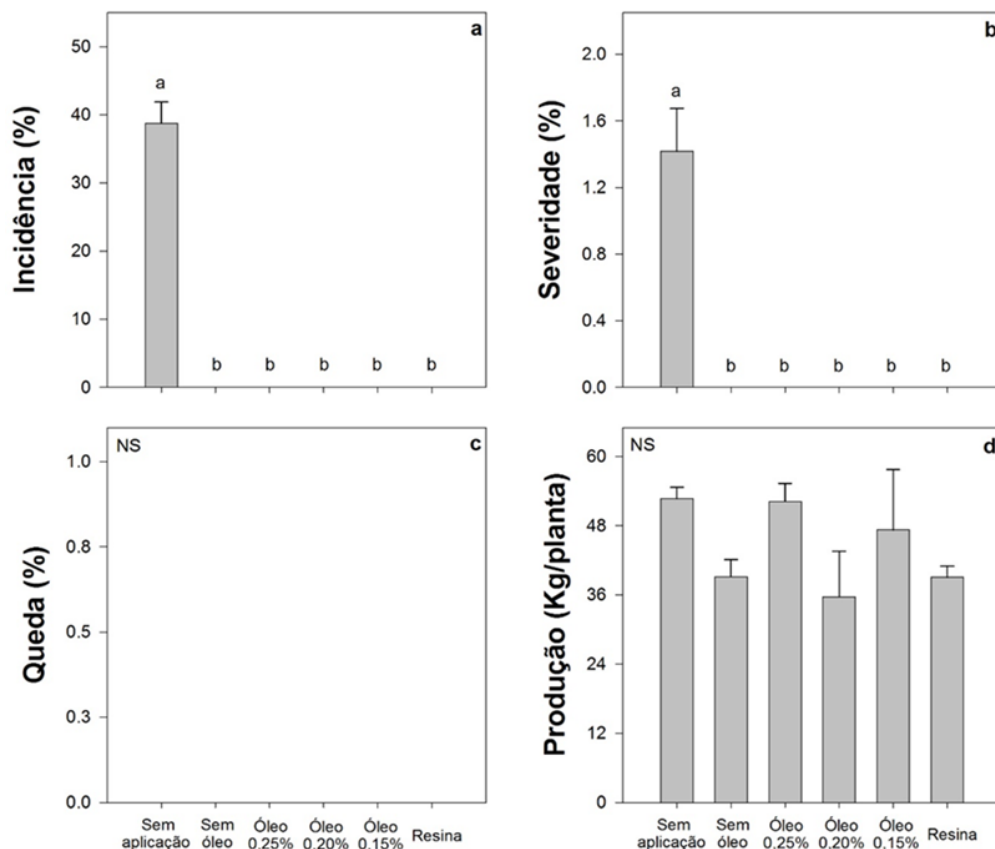 a
Incidência (%)
50
40
30
20
10
0
a
b
b
b
b
b
b
Severidade (%)
2.0
1.6
1.2
0.8
0.4
0.0
a
b
b
b
b
b
NS
c
Queda (%)
1.0
0.8
0.5
0.3
0.0
Sem aplicação
Sem óleo
Óleo 0,25%
Óleo 0,20%
Óleo 0,15%
Resina
NS
d
Produção (Kg/planta)
60
48
36
24
12
0
Sem aplicação
Sem óleo
Óleo 0,25%
Óleo 0,20%
Óleo 0,15%
Resina